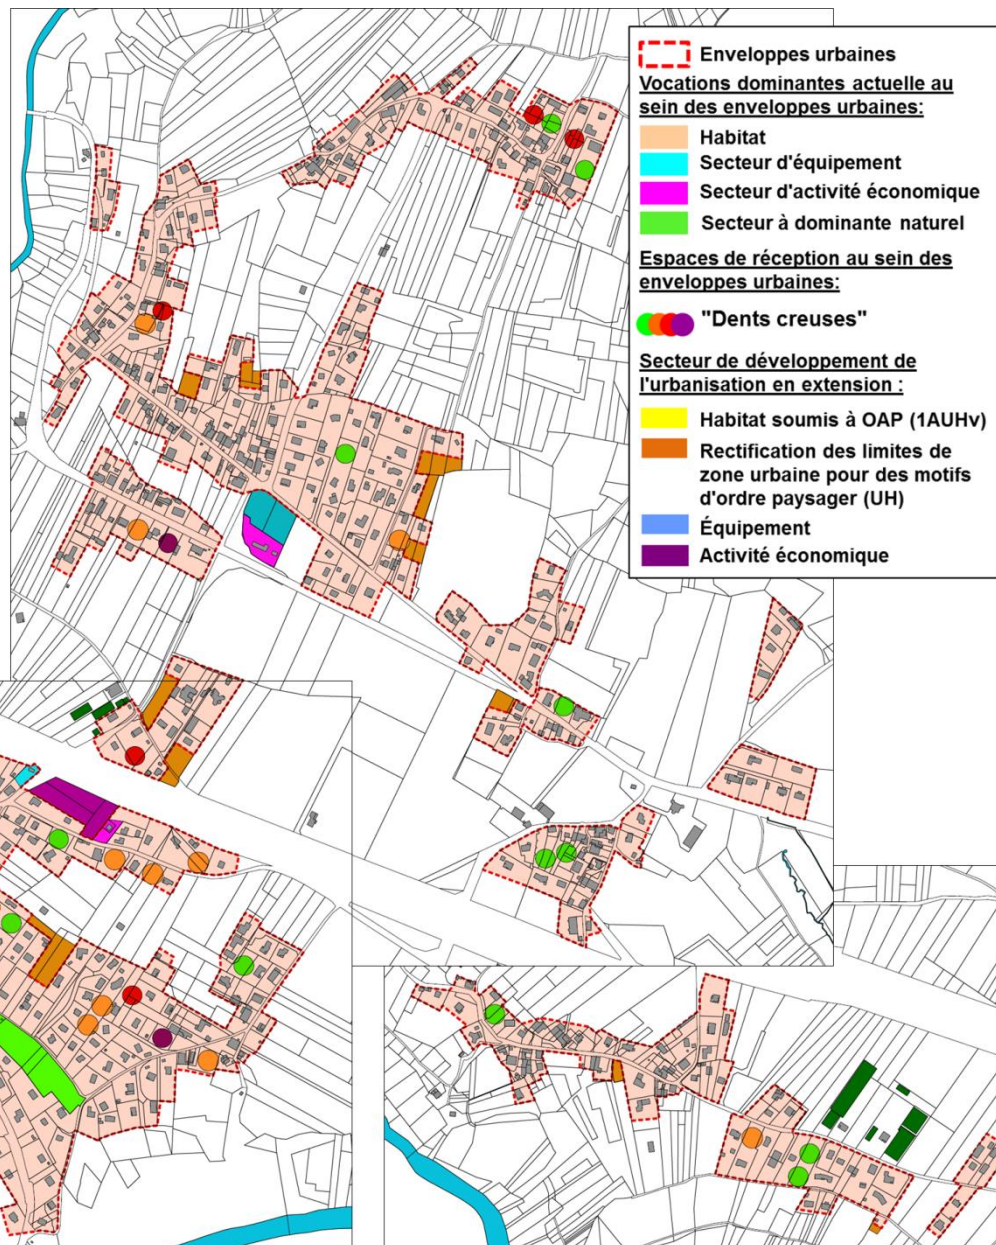 Enveloppes urbaines
Vocations dominantes actuelle au
sein des enveloppes urbaines:
Habitat
Secteur d'équipement
Secteur d'activité économique
Secteur à dominante naturel
Espaces de réception au sein des
enveloppes urbaines:
"Dents creuses"
Secteur de développement de
l'urbanisation en extension :
Habitat soumis à OAP (1AUHv)
Rectification des limites de
zone urbaine pour des motifs
d'ordre paysager (UH)
Équipement
Activité économique